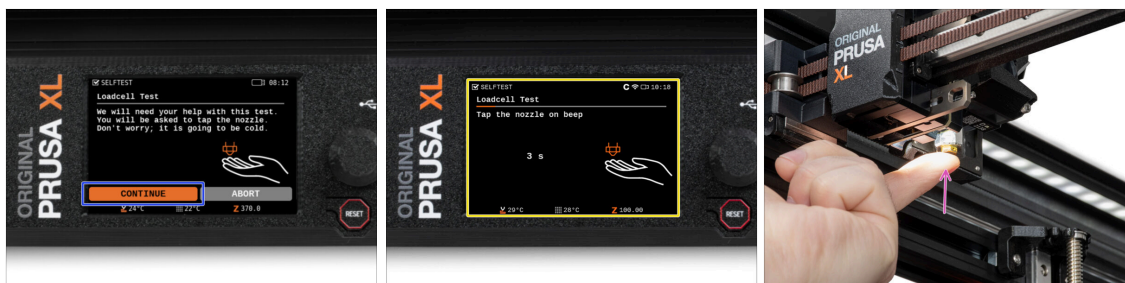 ORIGINAL
PRUSA XL
SELFTEST
08:12
Loadcell Test
We will need your help with this test.
You will be asked to tap the nozzle.
Don't worry; it is going to be cold.
CONTINUE
ABORT
24°C
22°C
Z 370.0
RESET
ORIGINAL
PRUSA XL
SELFTEST
10:18
Loadcell Test
Tap the nozzle on beep
3 s
29°C
28°C
Z 100.00
RESET
ORIGINAL
PRUSA
XL